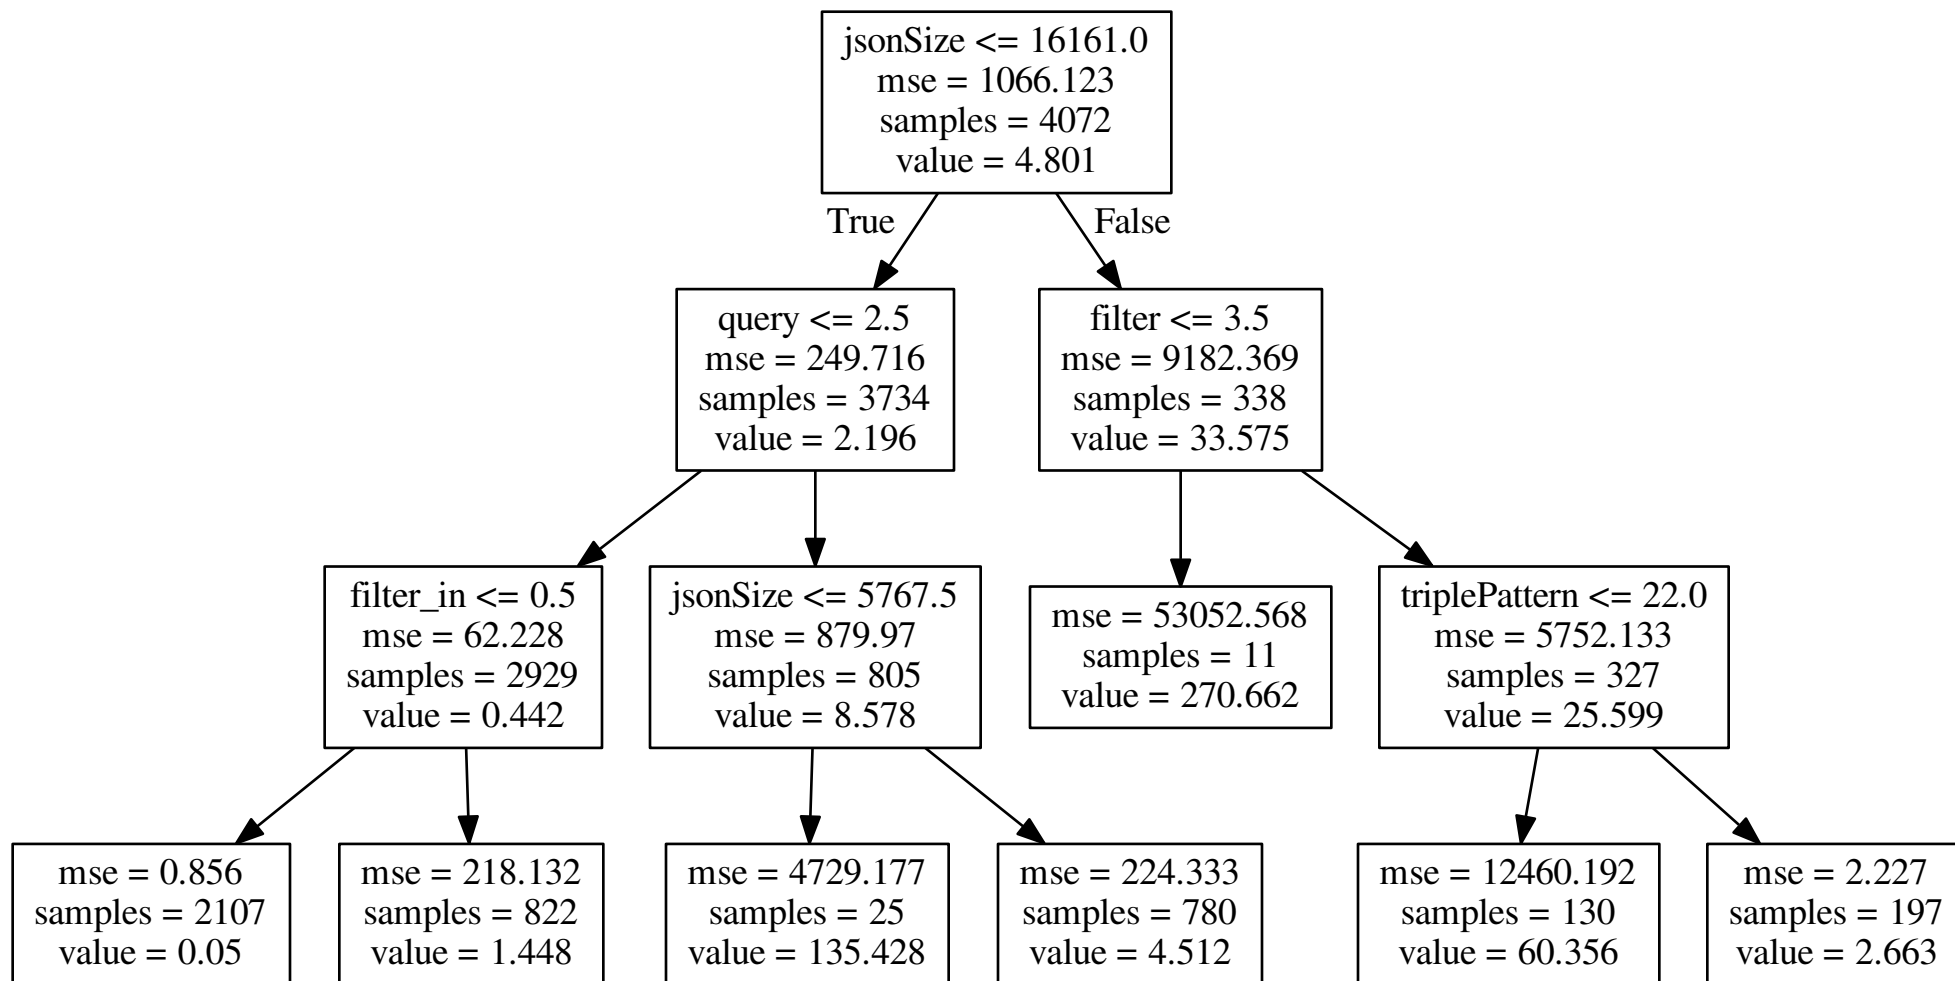 jsonSize <= 16161.0
mse = 1066.123
samples = 4072
value = 4.801
True
False
query <= 2.5
mse = 249.716
samples = 3734
value = 2.196
filter <= 3.5
mse = 9182.369
samples = 338
value = 33.575
filter_in <= 0.5
mse = 62.228
samples = 2929
value = 0.442
jsonSize <= 5767.5
mse = 879.97
samples = 805
value = 8.578
mse = 53052.568
samples = 11
value = 270.662
triplePattern <= 22.0
mse = 5752.133
samples = 327
value = 25.599
mse = 0.856
samples = 2107
value = 0.05
mse = 218.132
samples = 822
value = 1.448
mse = 4729.177
samples = 25
value = 135.428
mse = 224.333
samples = 780
value = 4.512
mse = 12460.192
samples = 130
value = 60.356
mse = 2.227
samples = 197
value = 2.663